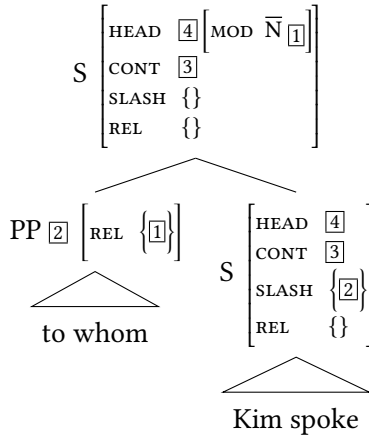 HEAD 4 [MOD N̅ 1]
S CONT 3
SLASH {}
REL {}
PP 2 [REL {1}]
S HEAD 4
CONT 3
SLASH {2}
REL {}
to whom
Kim spoke